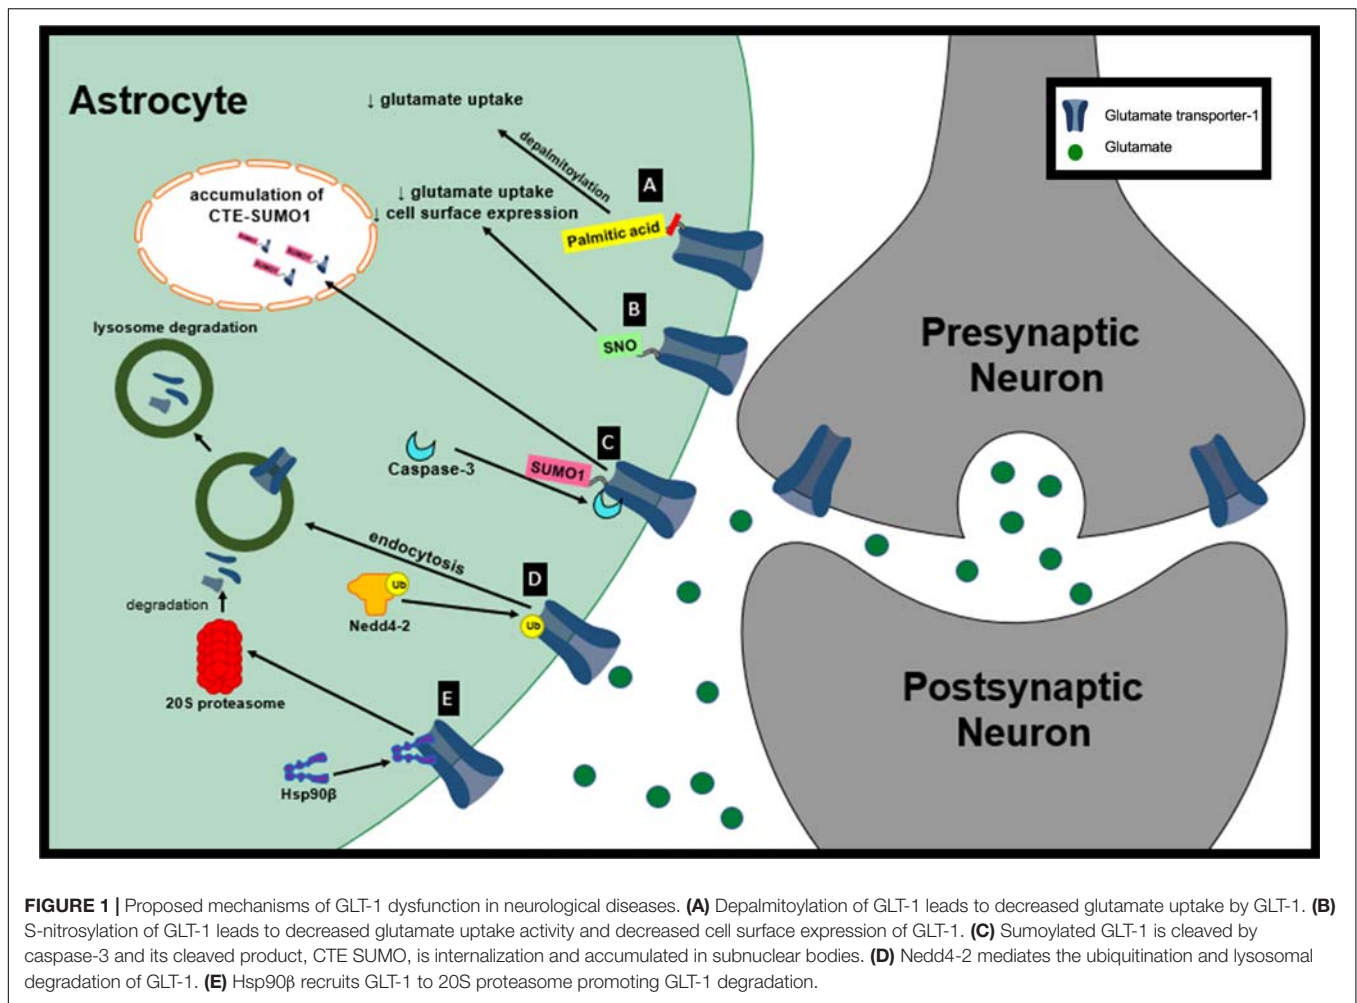 Astrocyte
↓ glutamate uptake
depalmitoylation
A
Palmitic acid
↓ glutamate uptake
↓ cell surface expression
B
SNO
accumulation of
CTE-SUMO1
SUMO1
SUMO1
SUMO1
lysosome degradation
C
Caspase-3
SUMO1
endocytosis
D
Ub
Nedd4-2
Ub
degradation
20S proteasome
E
Hsp90β
Glutamate transporter-1
Glutamate
Presynaptic
Neuron
Postsynaptic
Neuron
FIGURE 1 | Proposed mechanisms of GLT-1 dysfunction in neurological diseases. (A) Depalmitoylation of GLT-1 leads to decreased glutamate uptake by GLT-1. (B)
S-nitrosylation of GLT-1 leads to decreased glutamate uptake activity and decreased cell surface expression of GLT-1. (C) Sumoylated GLT-1 is cleaved by
caspase-3 and its cleaved product, CTE SUMO, is internalization and accumulated in subnuclear bodies. (D) Nedd4-2 mediates the ubiquitination and lysosomal
degradation of GLT-1. (E) Hsp90β recruits GLT-1 to 20S proteasome promoting GLT-1 degradation.